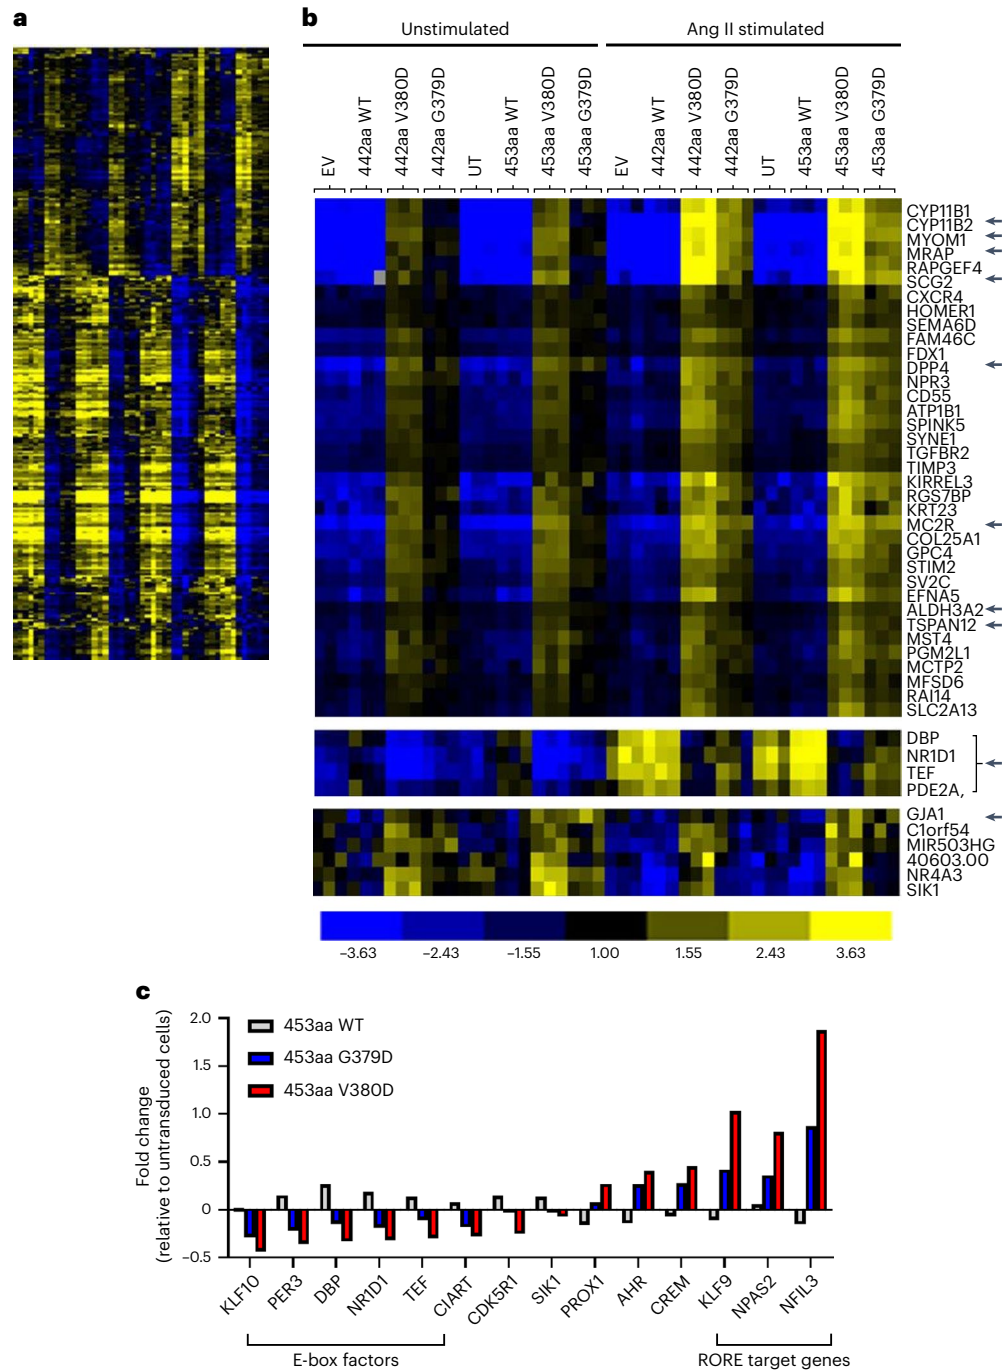 a
b
Unstimulated
Ang II stimulated
EV
442aa WT
442aa V380D
442aa G379D
UT
453aa WT
453aa V380D
453aa G379D
EV
442aa WT
442aa V380D
442aa G379D
UT
453aa WT
453aa V380D
453aa G379D
CYP11B1
CYP11B2
MYOM1
MRAP
RAPGEF4
SCG2
CXCR4
HOMER1
SEMA6D
FAM46C
FDX1
DPP4
NPR3
CD55
ATP1B1
SPINK5
SYNE1
TGFBR2
TIMP3
KIRREL3
RGS7BP
KRT23
MC2R
COL25A1
GPC4
STIM2
SV2C
EFNA5
ALDH3A2
TSPAN12
MST4
PGM2L1
MCTP2
MFSD6
RAI14
SLC2A13
DBP
NR1D1
TEF
PDE2A,
GJA1
C1orf54
MIR503HG
40603.00
NR4A3
SIK1
−3.63 −2.43 −1.55 1.00 1.55 2.43 3.63
c
Fold change
(relative to untransduced cells)
2.0
1.5
1.0
0.5
0
−0.5
453aa WT
453aa G379D
453aa V380D
KLF10
PER3
DBP
NR1D1
TEF
CIART
CDK5R1
SIK1
PROX1
AHR
CREM
KLF9
NPAS2
NFIL3
E-box factors
RORE target genes